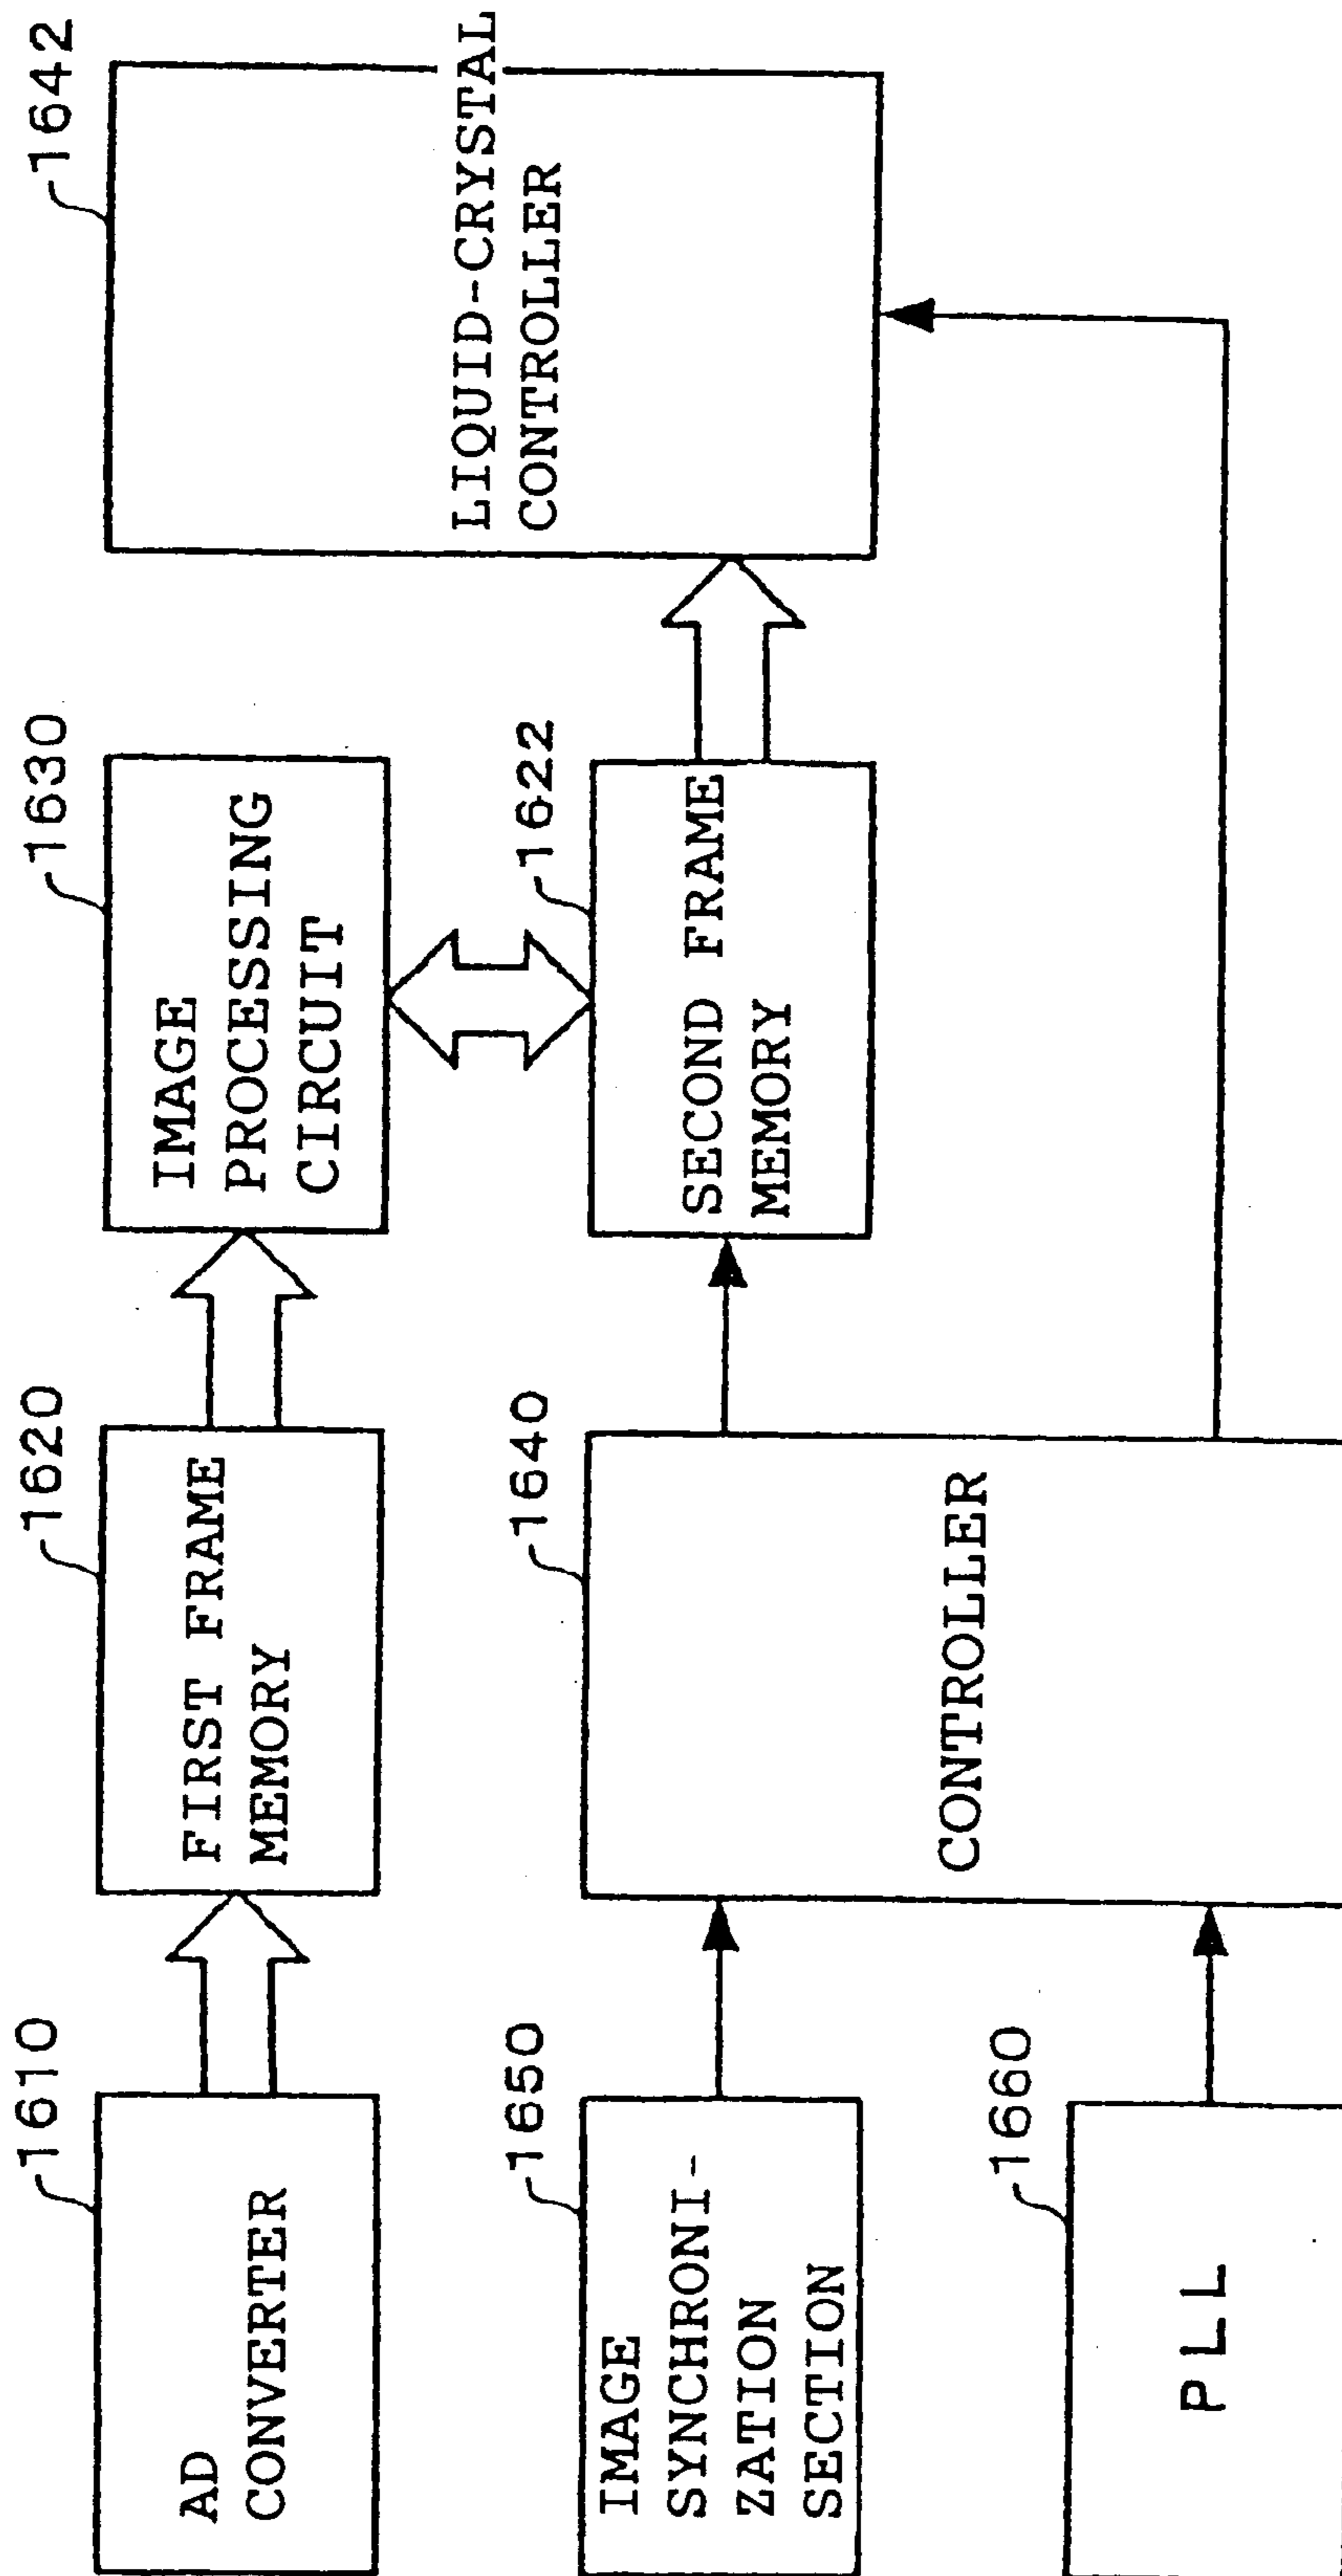 1610
AD
CONVERTER
1620
FIRST FRAME
MEMORY
1630
IMAGE
PROCESSING
CIRCUIT
1642
LIQUID-CRYSTAL
CONTROLLER
1650
IMAGE
SYNCHRONI-
ZATION
SECTION
1640
CONTROLLER
1622
SECOND FRAME
MEMORY
1660
PLL